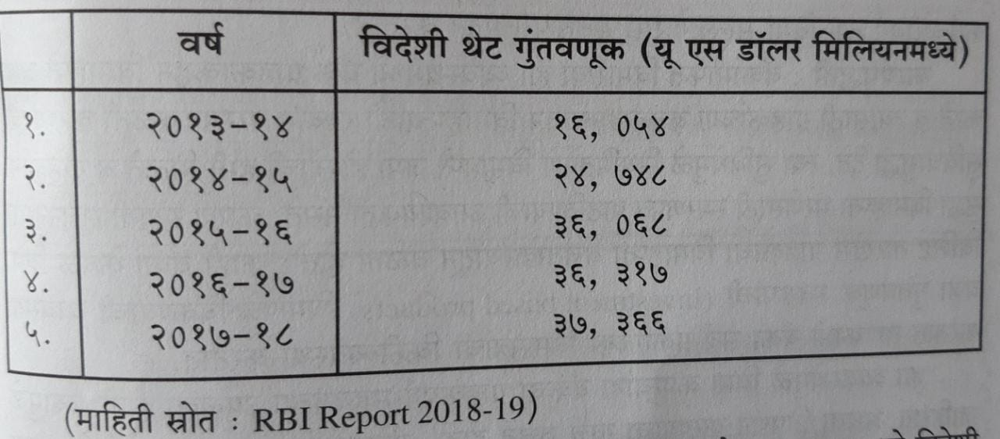 वर्ष विदेशी थेट गुंतवणूक (यू एस डॉलर मिलियनमध्ये)
१. २०१३-१४ १६, ०५४
२. २०१४-१५ २४, ७४८
३. २०१५-१६ ३६, ०६८
४. २०१६-१७ ३६, ३१७
५. २०१७-१८ ३७, ३६६
(माहिती स्रोत : RBI Report 2018-19)